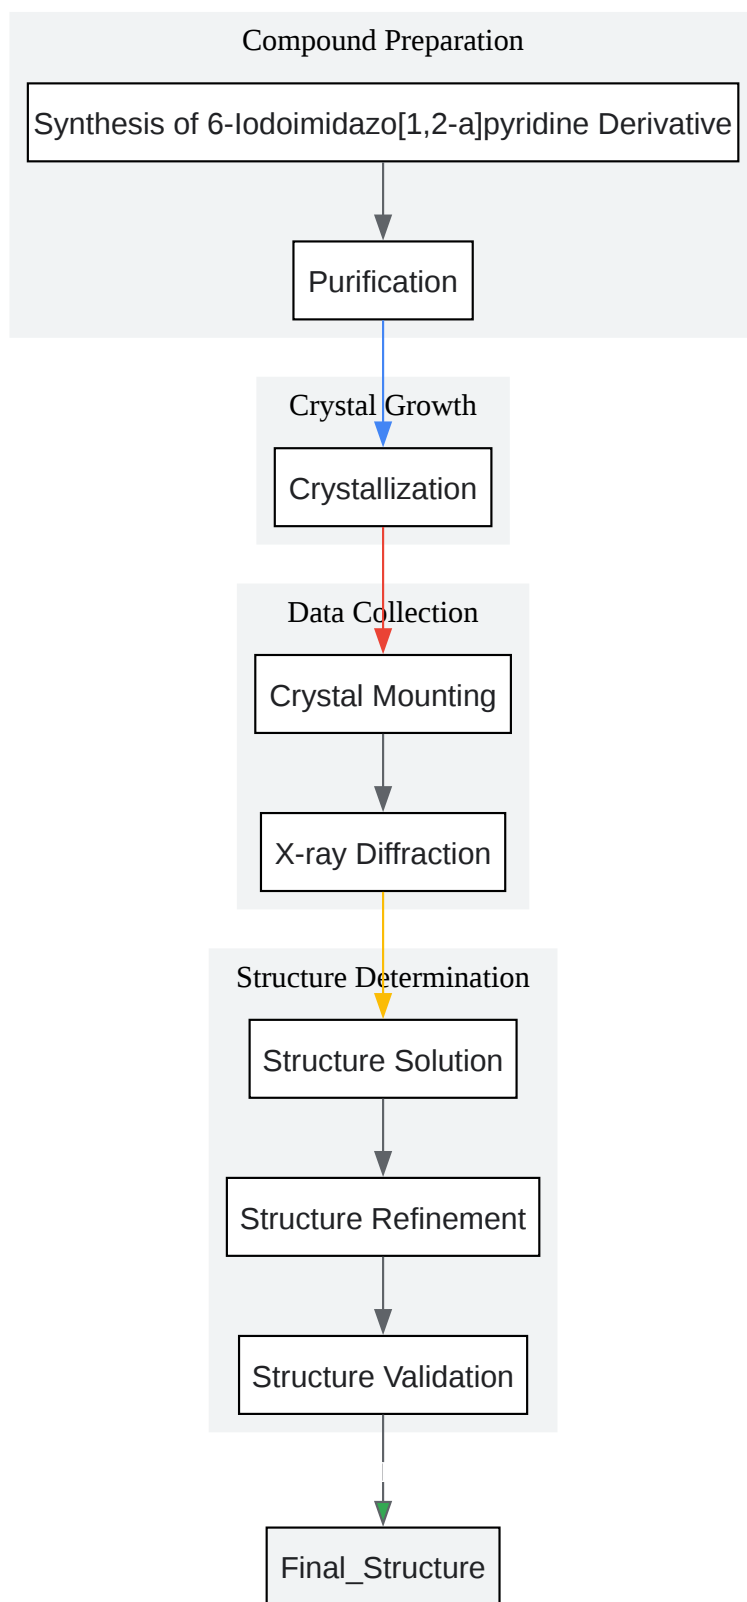 Compound Preparation
Synthesis of 6-Iodoimidazo[1,2-a]pyridine Derivative
Purification
Crystal Growth
Crystallization
Data Collection
Crystal Mounting
X-ray Diffraction
Structure Determination
Structure Solution
Structure Refinement
Structure Validation
Final_Structure